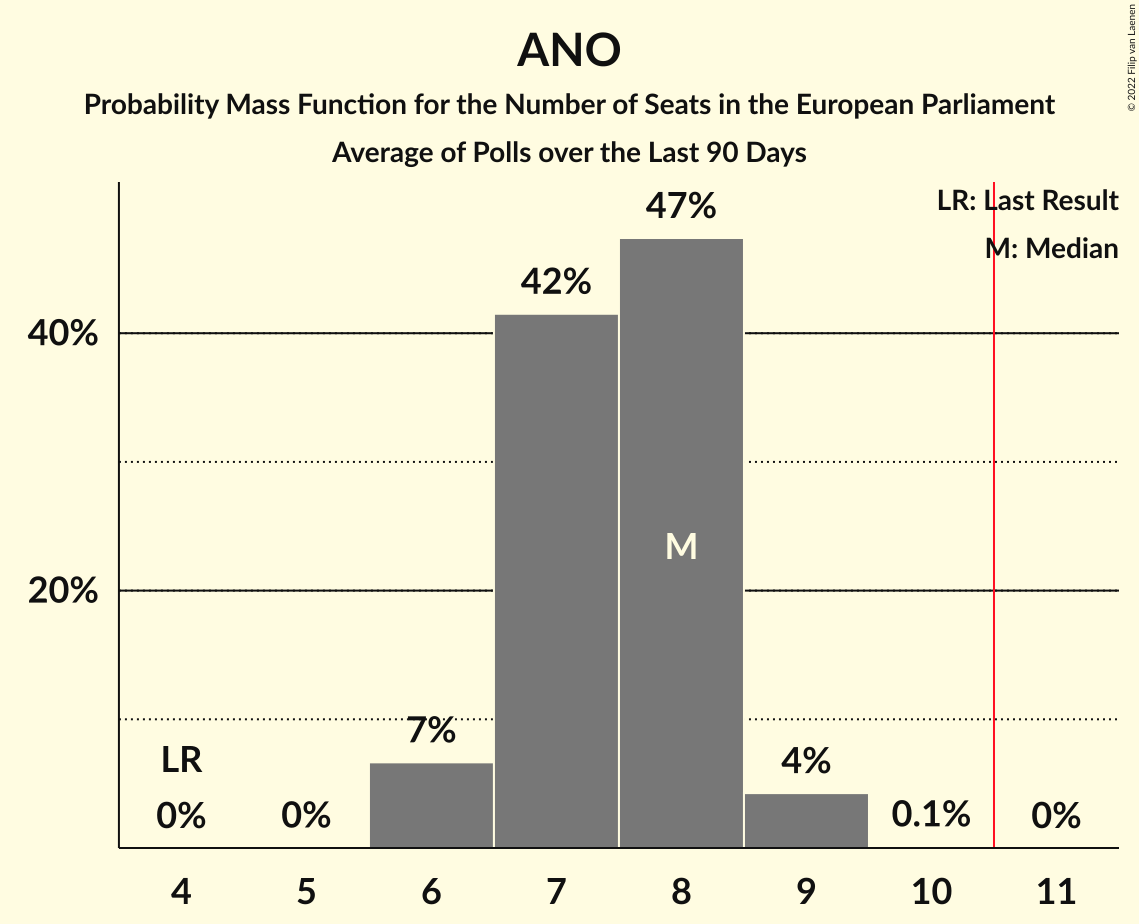 ANO
Probability Mass Function for the Number of Seats in the European Parliament
Average of Polls over the Last 90 Days
© 2022 Filip van Laenen
LR: Last Result
M: Median
47%
42%
40%
M
20%
7%
LR
4%
0%
0%
0.1%
0%
4
5
6
7
8
9
10
11